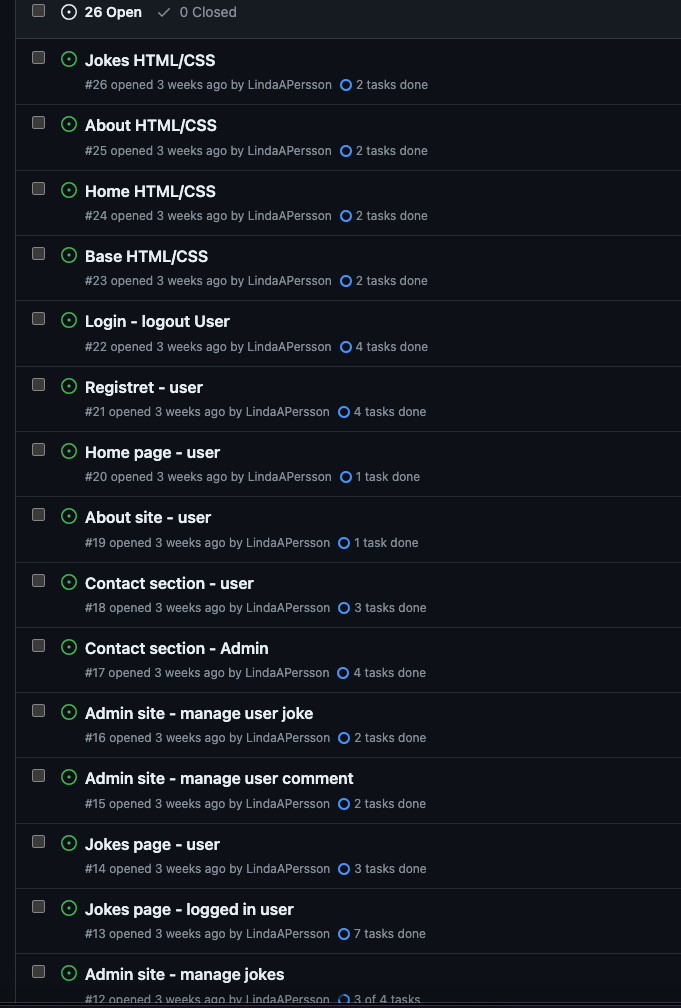 26 Open 0 Closed
Jokes HTML/CSS
#26 opened 3 weeks ago by LindaAPersson 2 tasks done
About HTML/CSS
#25 opened 3 weeks ago by LindaAPersson 2 tasks done
Home HTML/CSS
#24 opened 3 weeks ago by LindaAPersson 2 tasks done
Base HTML/CSS
#23 opened 3 weeks ago by LindaAPersson 2 tasks done
Login - logout User
#22 opened 3 weeks ago by LindaAPersson 4 tasks done
Registret - user
#21 opened 3 weeks ago by LindaAPersson 4 tasks done
Home page - user
#20 opened 3 weeks ago by LindaAPersson 1 task done
About site - user
#19 opened 3 weeks ago by LindaAPersson 1 task done
Contact section - user
#18 opened 3 weeks ago by LindaAPersson 3 tasks done
Contact section - Admin
#17 opened 3 weeks ago by LindaAPersson 4 tasks done
Admin site - manage user joke
#16 opened 3 weeks ago by LindaAPersson 2 tasks done
Admin site - manage user comment
#15 opened 3 weeks ago by LindaAPersson 2 tasks done
Jokes page - user
#14 opened 3 weeks ago by LindaAPersson 3 tasks done
Jokes page - logged in user
#13 opened 3 weeks ago by LindaAPersson 7 tasks done
Admin site - manage jokes
#12 opened 3 weeks ago by LindaAPersson 3 of 4 tasks